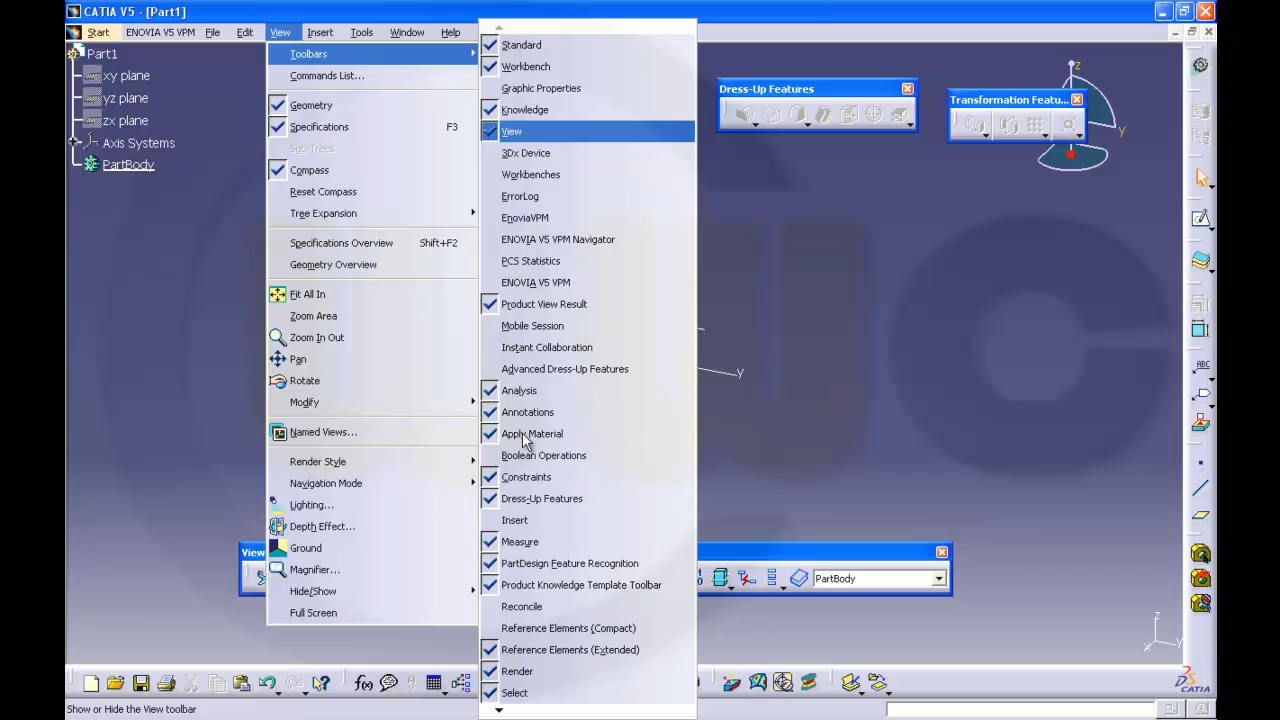 CATIA V5 - [Part1]
Start ENOVIA V5 VPM File Edit View Insert Tools Window Help
Part1
xy plane
yz plane
zx plane
Axis Systems
PartBody
Toolbars
Commands List...
Geometry
Specifications F3
Sub-Trees
Compass
Reset Compass
Tree Expansion
Specifications Overview Shift+F2
Geometry Overview
Fit All In
Zoom Area
Zoom In Out
Pan
Rotate
Modify
Named Views...
Render Style
Navigation Mode
Lighting...
Depth Effect...
Ground
Magnifier...
Hide/Show
Full Screen
Standard
Workbench
Graphic Properties
Knowledge
View
3Dx Device
Workbenches
ErrorLog
EnoviaVPM
ENOVIA V5 VPM Navigator
PCS Statistics
ENOVIA V5 VPM
Product View Result
Mobile Session
Instant Collaboration
Advanced Dress-Up Features
Analysis
Annotations
Apply Material
Boolean Operations
Constraints
Dress-Up Features
Insert
Measure
PartDesign Feature Recognition
Product Knowledge Template Toolbar
Reconcile
Reference Elements (Compact)
Reference Elements (Extended)
Render
Select
Dress-Up Features
Transformation Featu...
z
y
y
View
PartBody
z
x
y
f(x)
ABC
DS
CATIA
Show or Hide the View toolbar